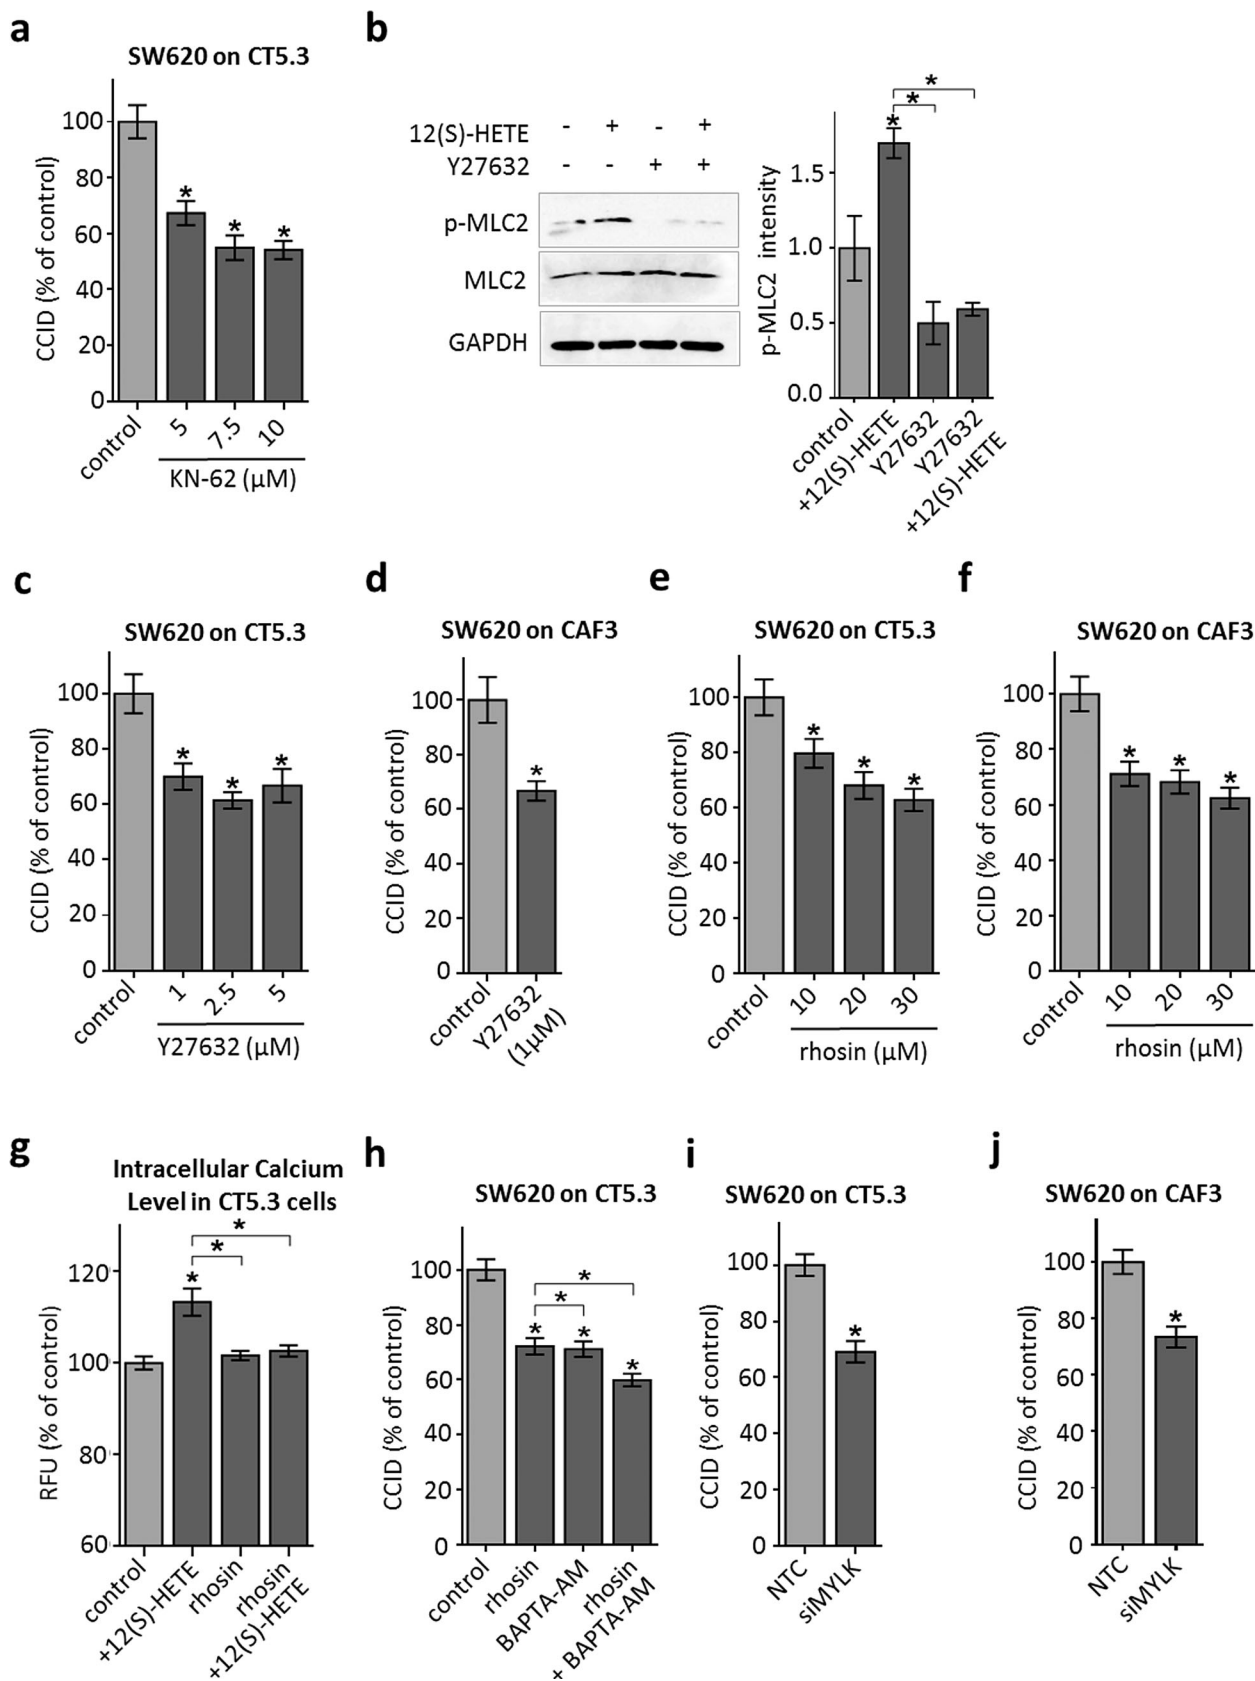 a
SW620 on CT5.3
CCID (% of control)
100
80
60
40
20
0
*
*
*
control
5
7.5
10
KN-62 (µM)
b
12(S)-HETE - + - +
Y27632 - - + +
p-MLC2
MLC2
GAPDH
p-MLC2 intensity
1.5
1.0
0.5
0.0
*
*
*
control
+12(S)-HETE
Y27632
Y27632
+12(S)-HETE
c
SW620 on CT5.3
CCID (% of control)
100
80
60
40
20
0
*
*
*
control
1
2.5
5
Y27632 (µM)
d
SW620 on CAF3
CCID (% of control)
100
80
60
40
20
0
*
control
Y27632
(1µM)
e
SW620 on CT5.3
CCID (% of control)
100
80
60
40
20
0
*
*
*
control
10
20
30
rhosin (µM)
f
SW620 on CAF3
CCID (% of control)
100
80
60
40
20
0
*
*
*
control
10
20
30
rhosin (µM)
g
Intracellular Calcium
Level in CT5.3 cells
RFU (% of control)
120
100
80
60
*
*
*
control
+12(S)-HETE
rhosin
rhosin
+12(S)-HETE
h
SW620 on CT5.3
CCID (% of control)
100
80
60
40
20
0
*
*
*
*
*
control
rhosin
BAPTA-AM
rhosin
+ BAPTA-AM
i
SW620 on CT5.3
CCID (% of control)
100
80
60
40
20
0
*
NTC
siMYLK
j
SW620 on CAF3
CCID (% of control)
100
80
60
40
20
0
*
NTC
siMYLK